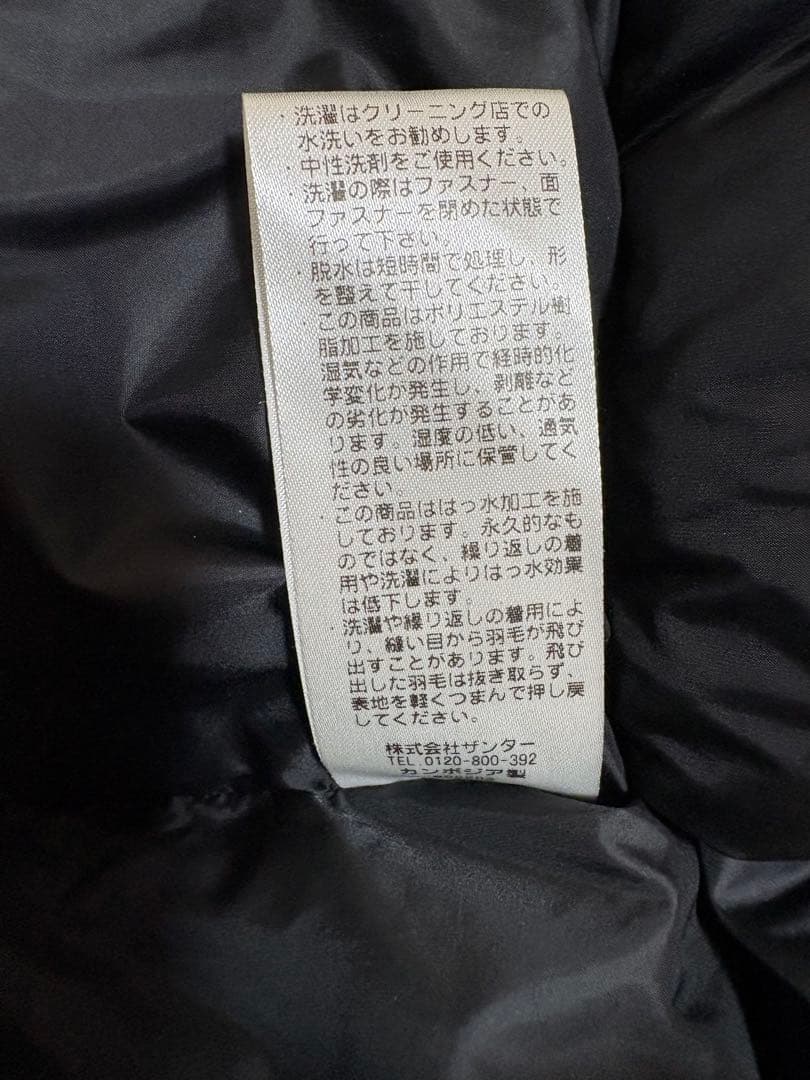 ・洗濯はクリーニング店での
水洗いをお勧めします。
・中性洗剤をご使用ください。
洗濯の際はファスナー、面
ファスナーを閉めた状態で
行って下さい。
・脱水は短時間で処理し、形
を整えて干してください。
・この商品はポリエステル樹
脂加工を施しております。
湿気などの作用で経時的化
学変化が発生し、剥離など
の劣化が発生することがあ
ります。湿度の低い、通気
性の良い場所に保管してく
ださい。
・この商品ははっ水加工を施
しております。永久的なも
のではなく、繰り返しの着
用や洗濯によりはっ水効果
は低下します。
・洗濯や繰り返しの着用によ
り、縫い目から羽毛が飛び
出すことがあります。飛び
出した羽毛は抜き取らず、
表地を軽くつまんで押し戻
してください。
株式会社ザンター
TEL 0120-800-392
カンボジア製